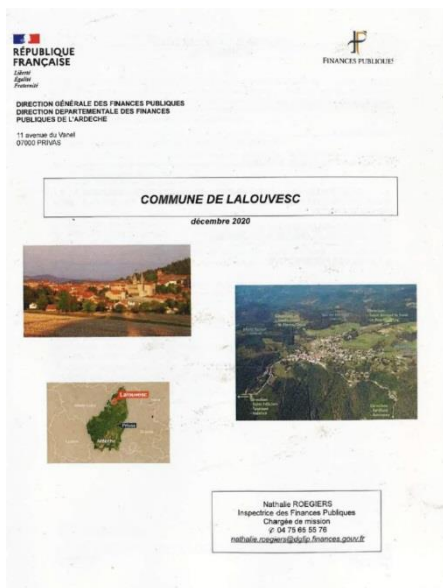 RÉPUBLIQUE
FRANÇAISE
Liberté
Égalité
Fraternité
FINANCES PUBLIQUES
DIRECTION GÉNÉRALE DES FINANCES PUBLIQUES
DIRECTION DEPARTEMENTALE DES FINANCES
PUBLIQUES DE L'ARDECHE
11 avenue du Vanel
07000 PRIVAS
COMMUNE DE LALOUVESC
décembre 2020
Lalouvesc
Privas
Nathalie ROEGIERS
Inspectrice des Finances Publiques
Chargée de mission
✆ 04 75 65 55 76
nathalie.roegiers@dgfip.finances.gouv.fr